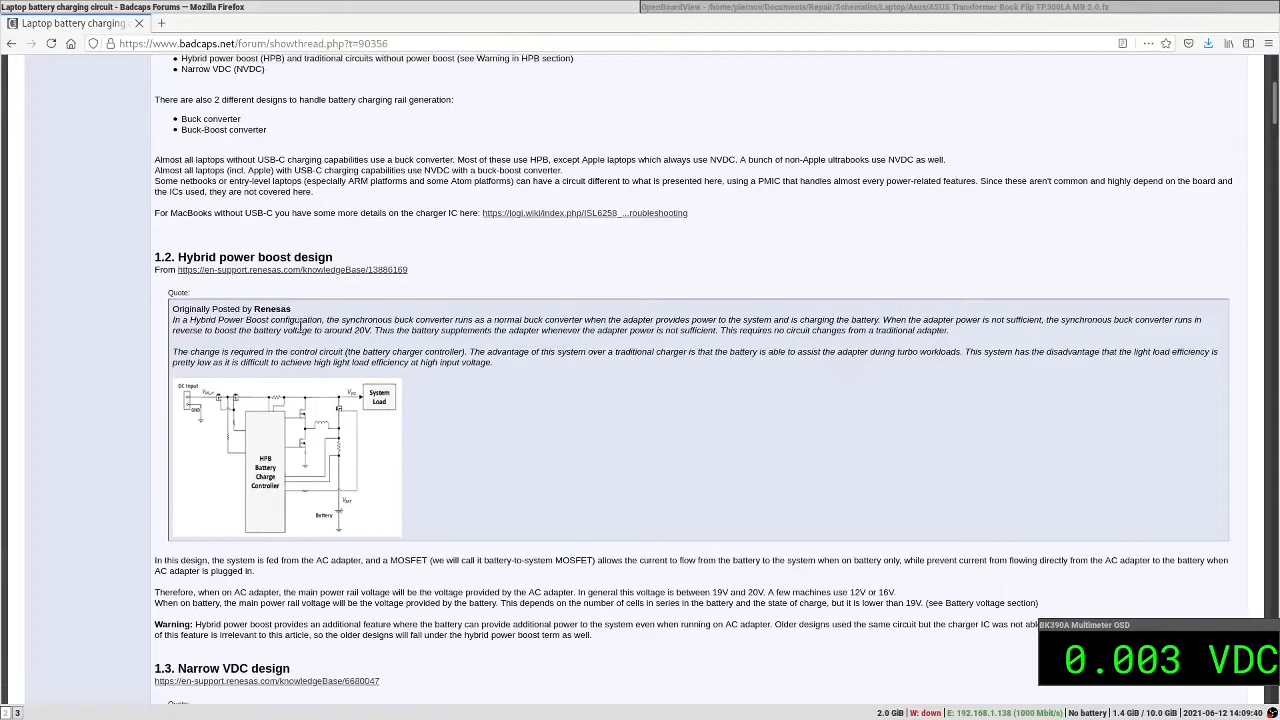 Laptop battery charging circuit - Badcaps Forums — Mozilla Firefox
OpenBoardView - /home/piernov/Documents/Repair/Schematics/Laptop/Asus/ASUS Transformer Book Flip TP300LA MB 2.0.fz
Laptop battery charging
https://www.badcaps.net/forum/showthread.php?t=90356
Hybrid power boost (HPB) and traditional circuits without power boost (see Warning in HPB section)
Narrow VDC (NVDC)
There are also 2 different designs to handle battery charging rail generation:
Buck converter
Buck-Boost converter
Almost all laptops without USB-C charging capabilities use a buck converter. Most of these use HPB, except Apple laptops which always use NVDC. A bunch of non-Apple ultrabooks use NVDC as well.
Almost all laptops (incl. Apple) with USB-C charging capabilities use NVDC with a buck-boost converter.
Some netbooks or entry-level laptops (especially ARM platforms and some Atom platforms) can have a circuit different to what is presented here, using a PMIC that handles almost every power-related features. Since these aren't common and highly depend on the board and
the ICs used, they are not covered here.
For MacBooks without USB-C you have some more details on the charger IC here: https://logi.wiki/index.php/ISL6258_...roubleshooting
1.2. Hybrid power boost design
From https://en-support.renesas.com/knowledgeBase/13886169
Quote:
Originally Posted by Renesas
In a Hybrid Power Boost configuration, the synchronous buck converter runs as a normal buck converter when the adapter provides power to the system and is charging the battery. When the adapter power is not sufficient, the synchronous buck converter runs in
reverse to boost the battery voltage to around 20V. Thus the battery supplements the adapter whenever the adapter power is not sufficient. This requires no circuit changes from a traditional adapter.
The change is required in the control circuit (the battery charger controller). The advantage of this system over a traditional charger is that the battery is able to assist the adapter during turbo workloads. This system has the disadvantage that the light load efficiency is
pretty low as it is difficult to achieve high light load efficiency at high input voltage.
DC Input
GND
System
Load
HPB
Battery
Charge
Controller
Battery
In this design, the system is fed from the AC adapter, and a MOSFET (we will call it battery-to-system MOSFET) allows the current to flow from the battery to the system when on battery only, while prevent current from flowing directly from the AC adapter to the battery when
AC adapter is plugged in.
Therefore, when on AC adapter, the main power rail voltage will be the voltage provided by the AC adapter. In general this voltage is between 19V and 20V. A few machines use 12V or 16V.
When on battery, the main power rail voltage will be the voltage provided by the battery. This depends on the number of cells in series in the battery and the state of charge, but it is lower than 19V. (see Battery voltage section)
Warning: Hybrid power boost provides an additional feature where the battery can provide additional power to the system even when running on AC adapter. Older designs used the same circuit but the charger IC was not
of this feature is irrelevant to this article, so the older designs will fall under the hybrid power boost term as well.
BK390A Multimeter OSD
0.003 VDC
1.3. Narrow VDC design
https://en-support.renesas.com/knowledgeBase/6680047
Quote:
2 3
2.0 GiB | W: down | E: 192.168.1.138 (1000 Mbit/s) | No battery | 1.4 GiB / 10.0 GiB | 2021-06-12 14:09:40